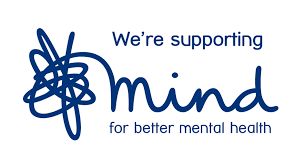 We're supporting
mind
for better mental health